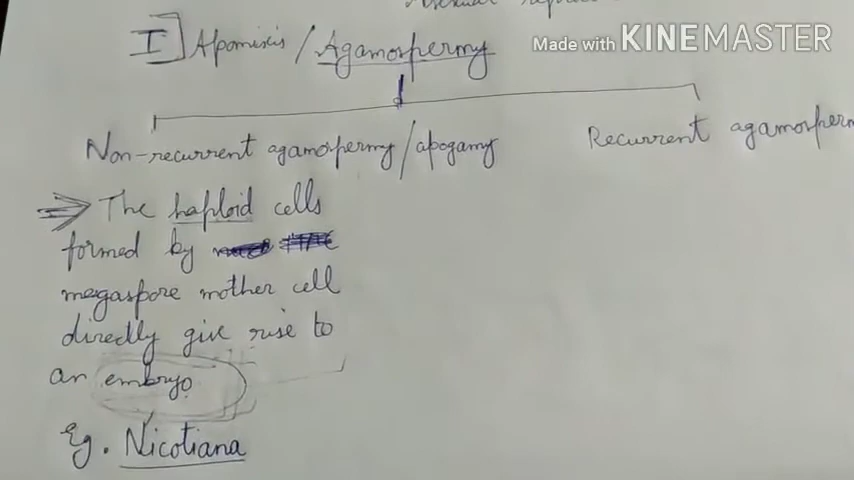 Asexual
I] Apomixis / Agamospermy
Made with KINEMASTER
Non-recurrent agamospermy/apogamy
Recurrent agamosperm
⇒ The haploid cells
formed by
megaspore mother cell
directly give rise to
an embryo.
Eg. Nicotiana